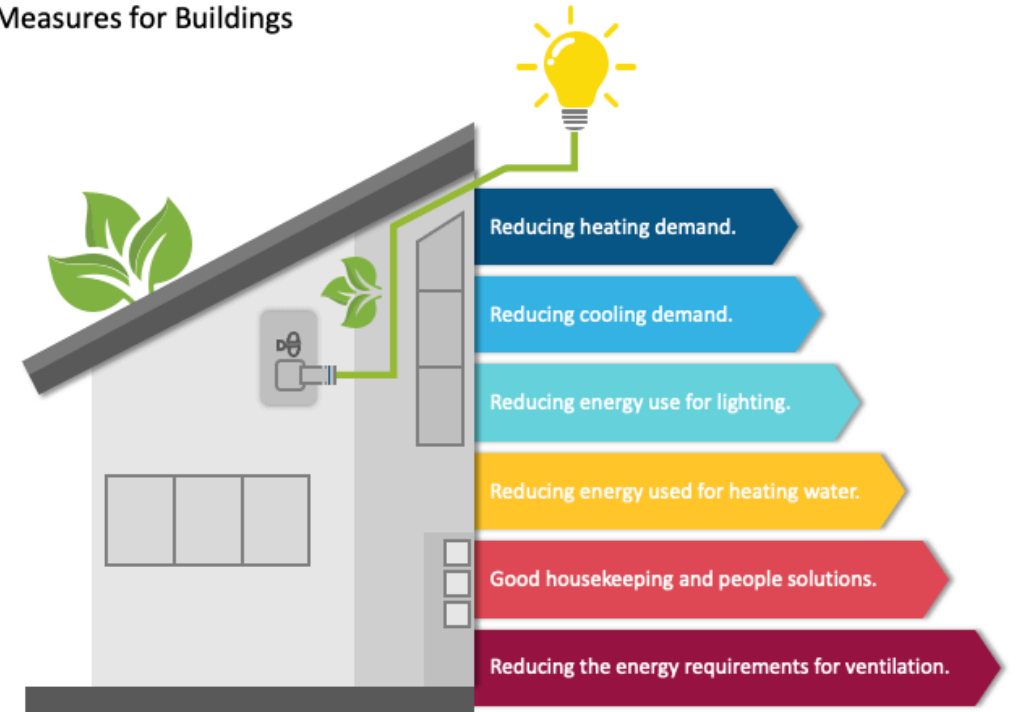 Measures for Buildings
Reducing heating demand.
Reducing cooling demand.
Reducing energy use for lighting.
Reducing energy used for heating water.
Good housekeeping and people solutions.
Reducing the energy requirements for ventilation.